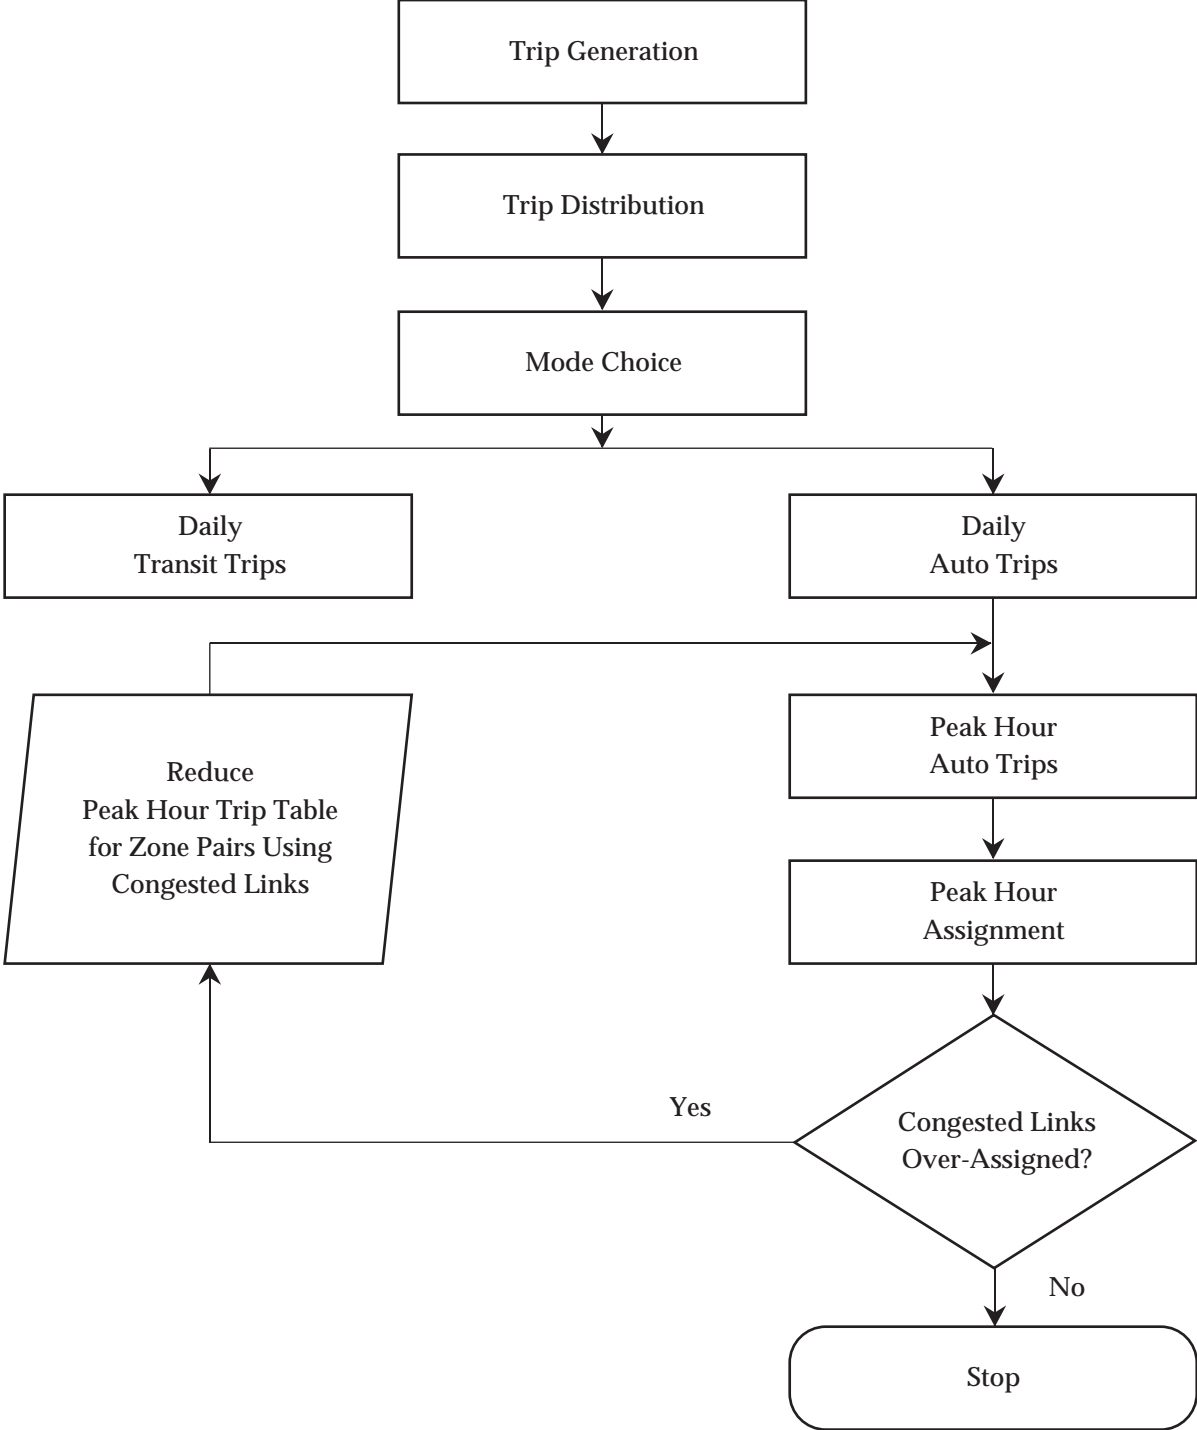 Trip Generation
Trip Distribution
Mode Choice
Daily
Transit Trips
Daily
Auto Trips
Peak Hour
Auto Trips
Reduce
Peak Hour Trip Table
for Zone Pairs Using
Congested Links
Peak Hour
Assignment
Yes
Congested Links
Over-Assigned?
No
Stop